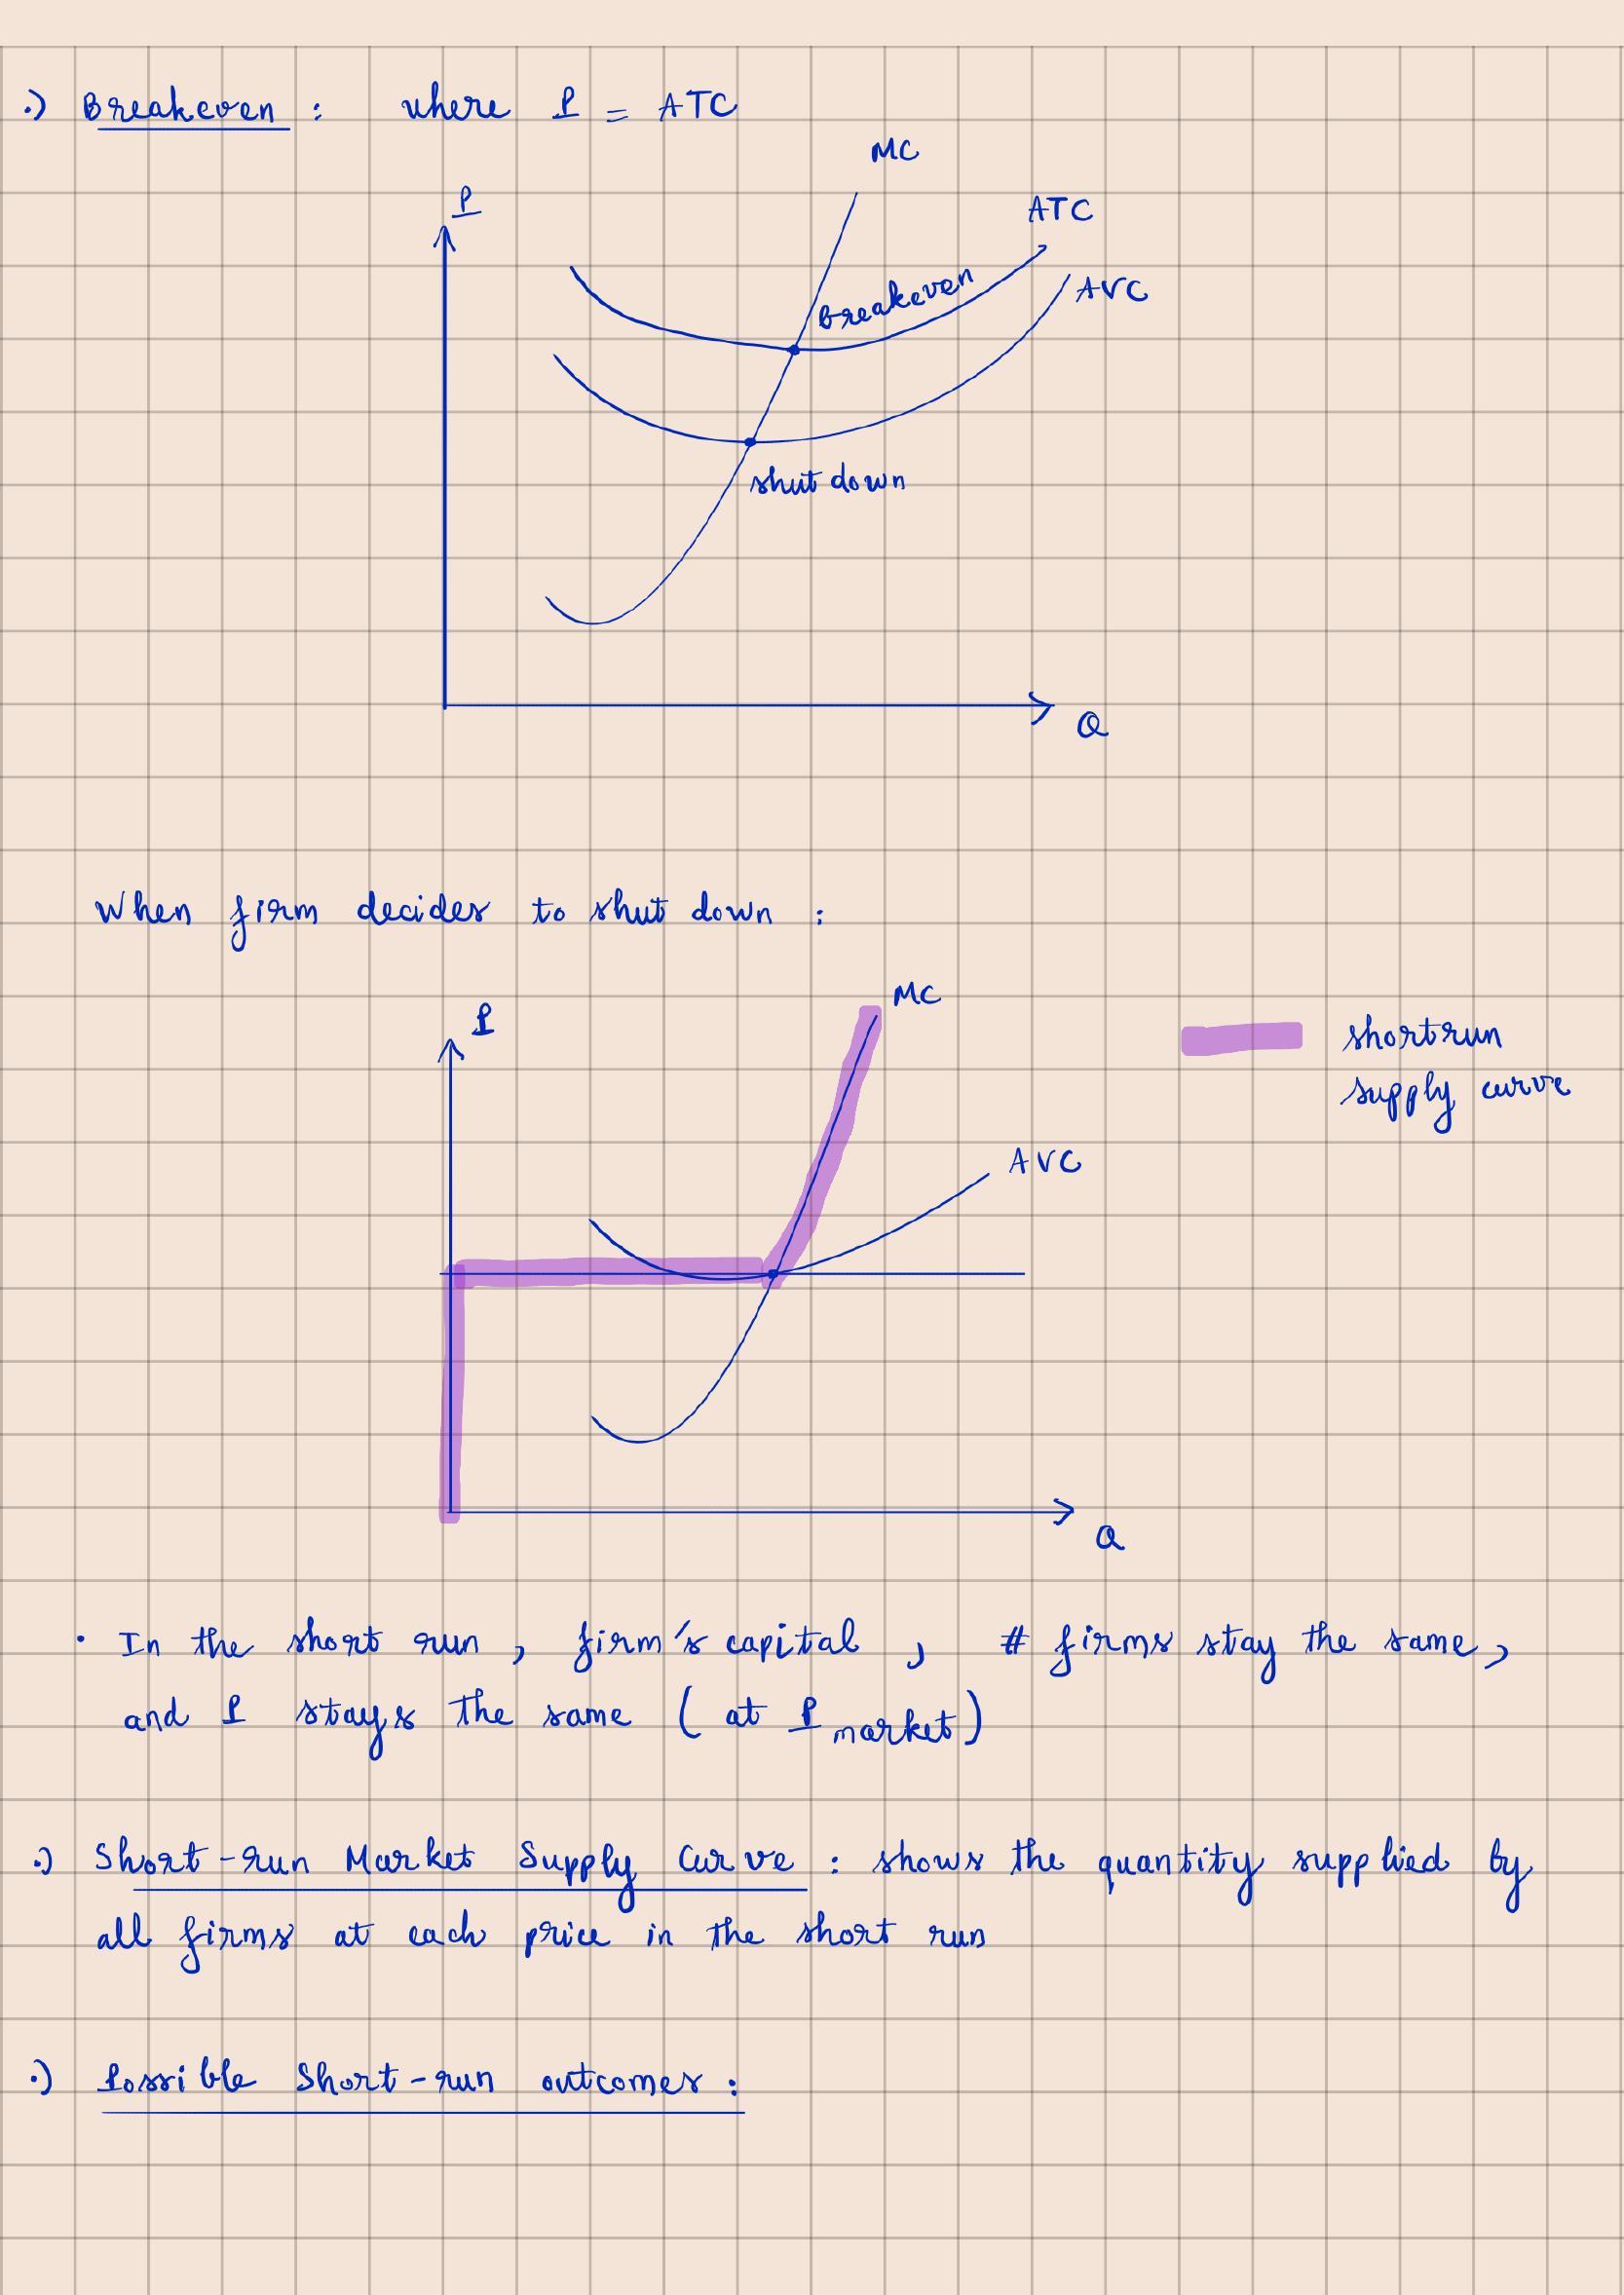 .) Breakeven : where P = ATC
MC
P
ATC
AVC
Breakeven
shut down
Q
When firm decides to shut down :
MC
P
shortrun
supply curve
AVC
Q
• In the short run , firm's capital , # firms stay the same ,
and P stays the same ( at P market )
.) Short-run Market Supply Curve : shows the quantity supplied by
all firms at each price in the short run
.) Possible Short-run outcomes :